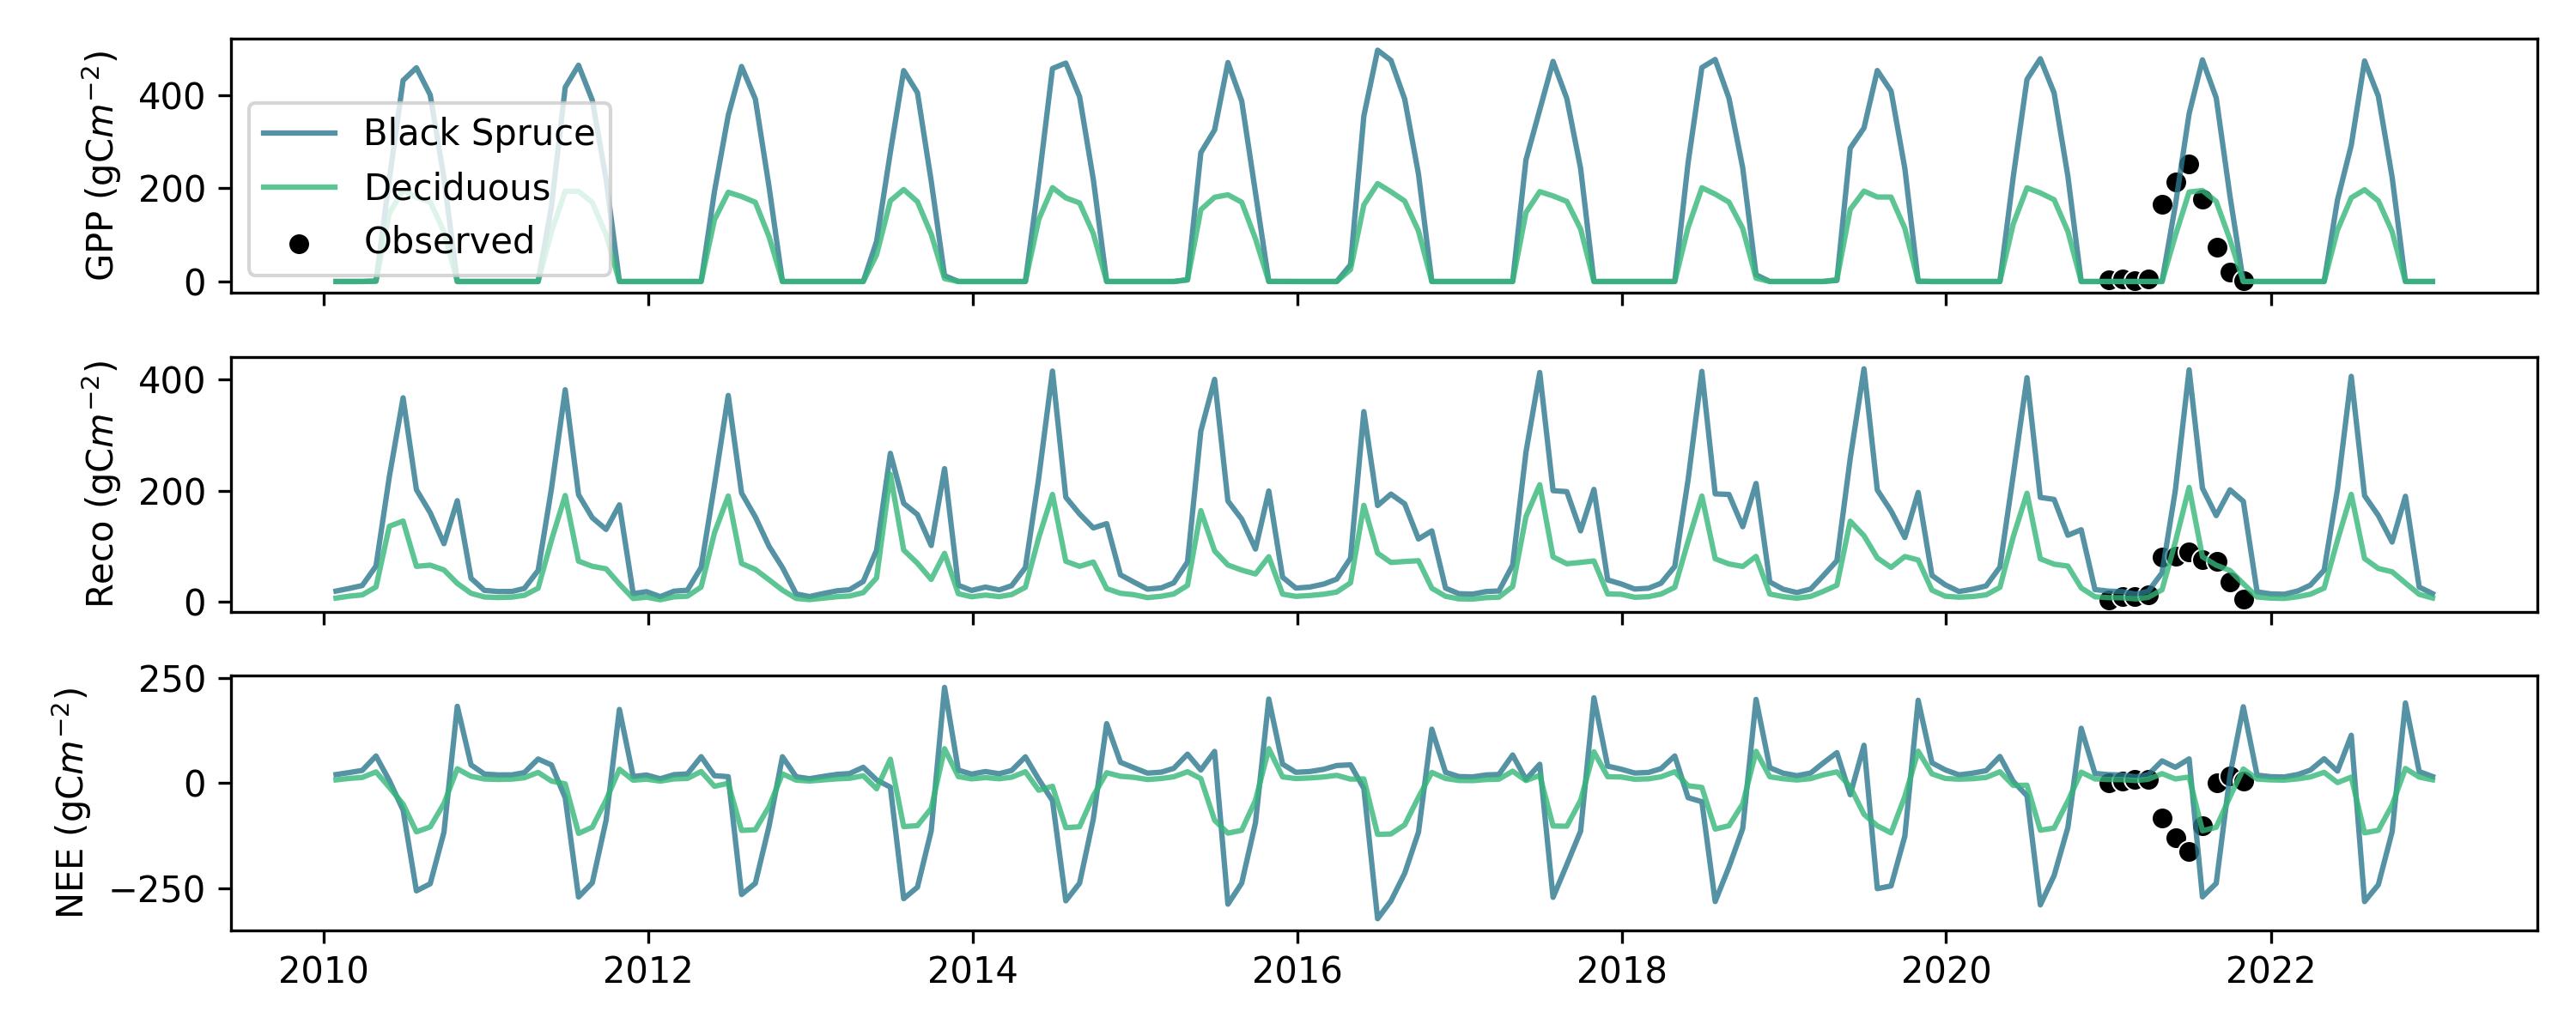 GPP (gCm⁻²)
400
200
0
Black Spruce
Deciduous
Observed
Reco (gCm⁻²)
400
200
0
NEE (gCm⁻²)
250
0
−250
2010 2012 2014 2016 2018 2020 2022